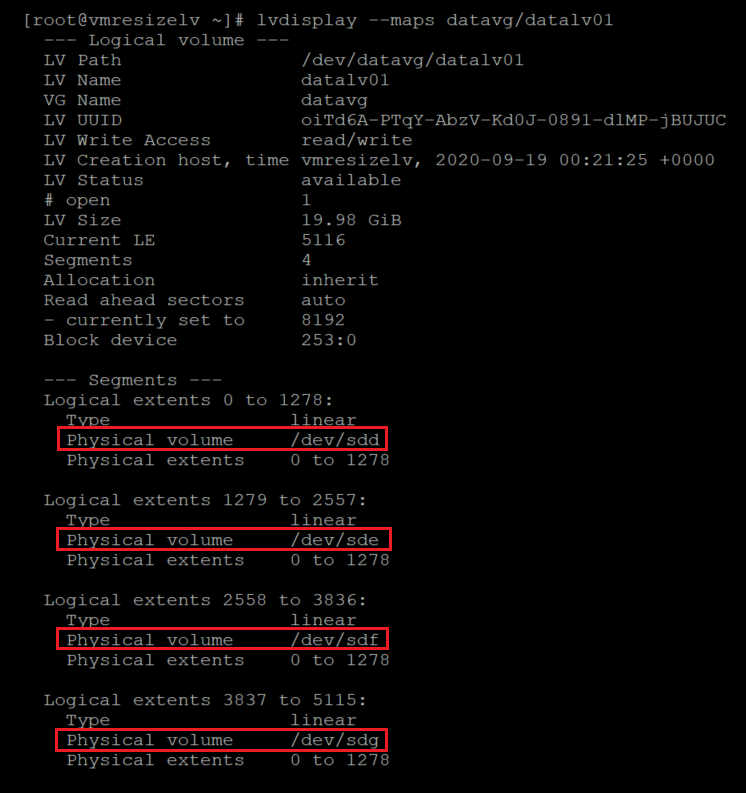 [root@vmresizelv ~]# lvdisplay --maps datavg/datalv01
--- Logical volume ---
LV Path                /dev/datavg/datalv01
LV Name                datalv01
VG Name                datavg
LV UUID                oiTd6A-PTqY-AbzV-Kd0J-0891-dlMP-jBUJUC
LV Write Access        read/write
LV Creation host, time vmresizelv, 2020-09-19 00:21:25 +0000
LV Status              available
# open                 1
LV Size                19.98 GiB
Current LE             5116
Segments               4
Allocation             inherit
Read ahead sectors     auto
- currently set to     8192
Block device           253:0
--- Segments ---
Logical extents 0 to 1278:
Type                linear
Physical volume     /dev/sdd
Physical extents    0 to 1278
Logical extents 1279 to 2557:
Type                linear
Physical volume     /dev/sde
Physical extents    0 to 1278
Logical extents 2558 to 3836:
Type                linear
Physical volume     /dev/sdf
Physical extents    0 to 1278
Logical extents 3837 to 5115:
Type                linear
Physical volume     /dev/sdg
Physical extents    0 to 1278